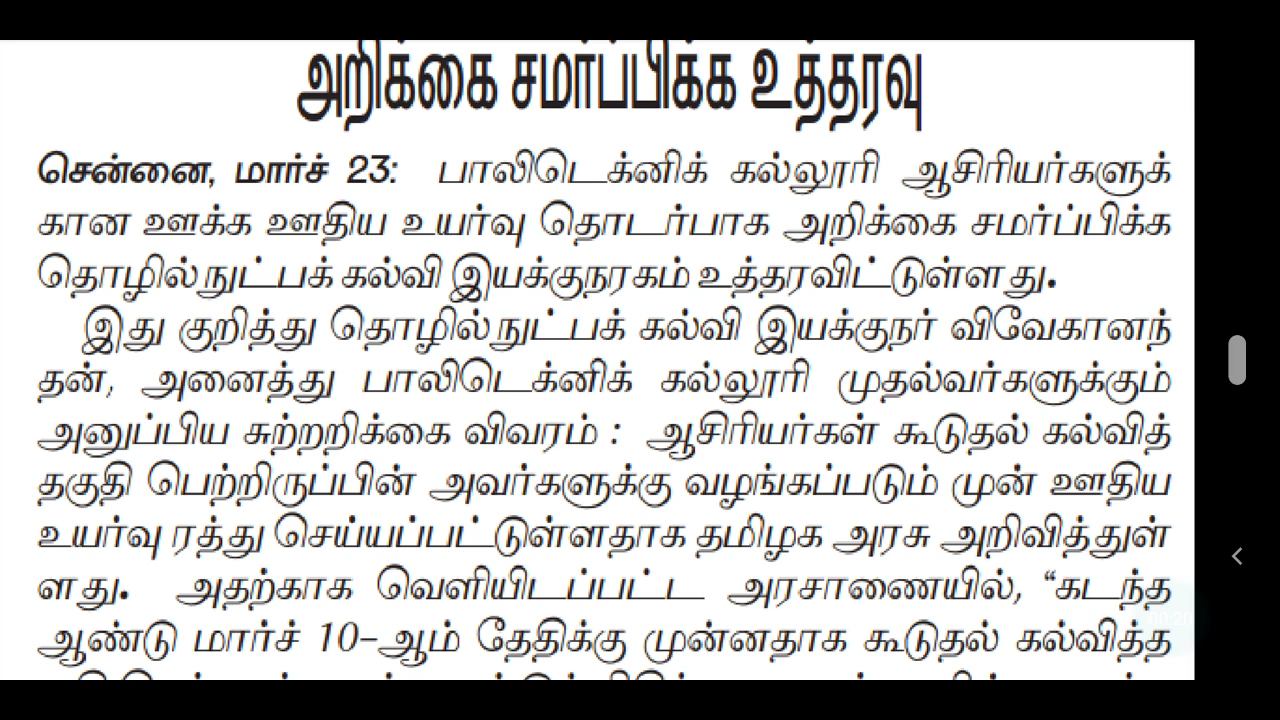 அறிக்கை சமர்ப்பிக்க உத்தரவு
சென்னை, மார்ச் 23: பாலிடெக்னிக் கல்லூரி ஆசிரியர்களுக்
கான ஊக்க ஊதிய உயர்வு தொடர்பாக அறிக்கை சமர்ப்பிக்க
தொழில்நுட்பக் கல்வி இயக்குநரகம் உத்தரவிட்டுள்ளது.
இது குறித்து தொழில்நுட்பக் கல்வி இயக்குநர் விவேகானந்
தன், அனைத்து பாலிடெக்னிக் கல்லூரி முதல்வர்களுக்கும்
அனுப்பிய சுற்றறிக்கை விவரம் : ஆசிரியர்கள் கூடுதல் கல்வித்
தகுதி பெற்றிருப்பின் அவர்களுக்கு வழங்கப்படும் முன் ஊதிய
உயர்வு ரத்து செய்யப்பட்டுள்ளதாக தமிழக அரசு அறிவித்துள்
ளது. அதற்காக வெளியிடப்பட்ட அரசாணையில், “கடந்த
ஆண்டு மார்ச் 10-ஆம் தேதிக்கு முன்னதாக கூடுதல் கல்வித்த